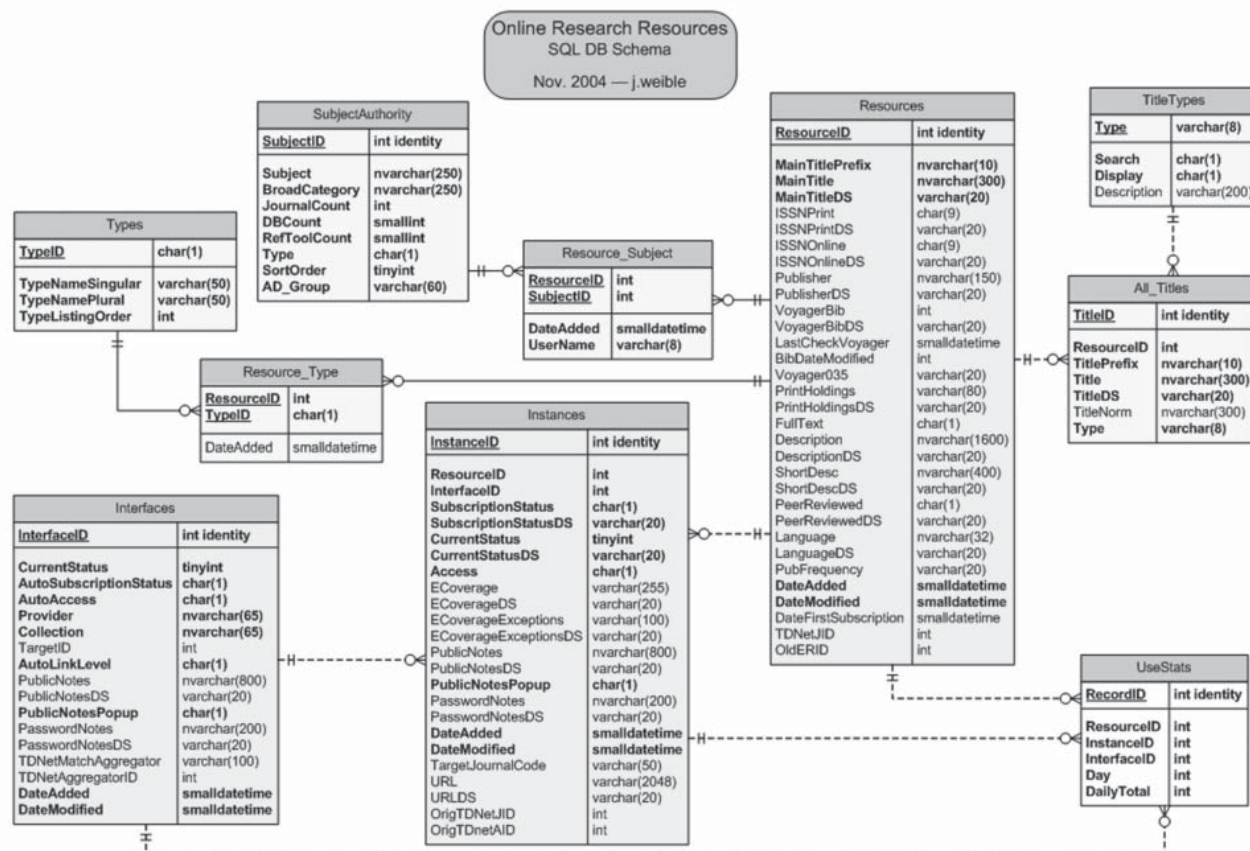 Online Research Resources
SQL DB Schema
Nov. 2004 — j.weible
SubjectAuthority
SubjectID int identity
Subject nvarchar(250)
BroadCategory nvarchar(250)
JournalCount int
DBCount smallint
RefToolCount smallint
Type char(1)
SortOrder tinyint
AD_Group varchar(60)
Resources
ResourceID int identity
MainTitlePrefix nvarchar(10)
MainTitle nvarchar(300)
MainTitleDS varchar(20)
ISSNPrint char(9)
ISSNPrintDS varchar(20)
ISSNOnline char(9)
ISSNOnlineDS varchar(20)
Publisher nvarchar(150)
PublisherDS varchar(20)
VoyagerBib int
VoyagerBibDS varchar(20)
LastCheckVoyager smalldatetime
BibDateModified int
Voyager035 varchar(20)
PrintHoldings varchar(80)
PrintHoldingsDS varchar(20)
FullText char(1)
Description nvarchar(1600)
DescriptionDS varchar(20)
ShortDesc nvarchar(400)
ShortDescDS varchar(20)
PeerReviewed char(1)
PeerReviewedDS varchar(20)
Language nvarchar(32)
LanguageDS varchar(20)
PubFrequency varchar(20)
DateAdded smalldatetime
DateModified smalldatetime
DateFirstSubscription smalldatetime
TDNetJID int
OldERID int
TitleTypes
Type varchar(8)
Search char(1)
Display char(1)
Description varchar(200)
Types
TypeID char(1)
TypeNameSingular varchar(50)
TypeNamePlural varchar(50)
TypeListingOrder int
Resource_Subject
ResourceID int
SubjectID int
DateAdded smalldatetime
UserName varchar(8)
All_Titles
TitleID int identity
ResourceID int
TitlePrefix nvarchar(10)
Title nvarchar(300)
TitleDS varchar(20)
TitleNorm nvarchar(300)
Type varchar(8)
Resource_Type
ResourceID int
TypeID char(1)
DateAdded smalldatetime
Instances
InstanceID int identity
ResourceID int
InterfaceID int
SubscriptionStatus char(1)
SubscriptionStatusDS varchar(20)
CurrentStatus tinyint
CurrentStatusDS varchar(20)
Access char(1)
ECoverage varchar(255)
ECoverageDS varchar(20)
ECoverageExceptions varchar(100)
ECoverageExceptionsDS varchar(20)
PublicNotes nvarchar(800)
PublicNotesDS varchar(20)
PublicNotesPopup char(1)
PasswordNotes nvarchar(200)
PasswordNotesDS varchar(20)
DateAdded smalldatetime
DateModified smalldatetime
TargetJournalCode varchar(50)
URL varchar(2048)
URLDS varchar(20)
OrigTDNetJID int
OrigTDnetAID int
Interfaces
InterfaceID int identity
CurrentStatus tinyint
AutoSubscriptionStatus char(1)
AutoAccess char(1)
Provider nvarchar(65)
Collection nvarchar(65)
TargetID int
AutoLinkLevel char(1)
PublicNotes nvarchar(800)
PublicNotesDS varchar(20)
PublicNotesPopup char(1)
PasswordNotes nvarchar(200)
PasswordNotesDS varchar(20)
TDNetMatchAggregator varchar(100)
TDNetAggregatorID int
DateAdded smalldatetime
DateModified smalldatetime
UseStats
RecordID int identity
ResourceID int
InstanceID int
InterfaceID int
Day int
DailyTotal int